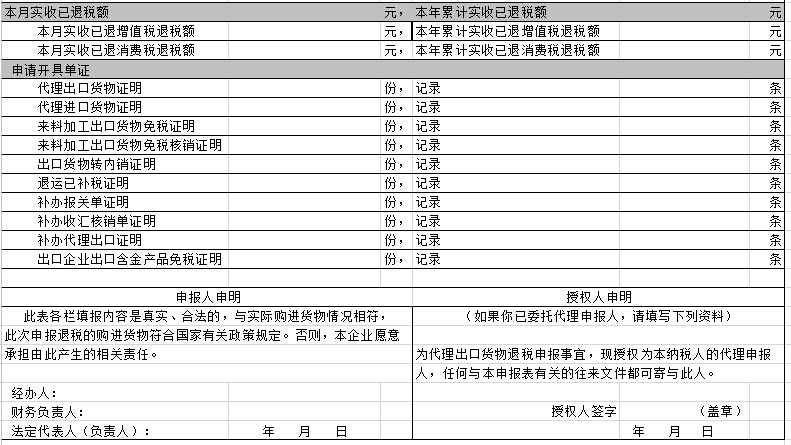 本月实收已退税额 元， 本年累计实收已退税额 元
本月实收已退增值税退税额 元， 本年累计实收已退增值税退税额 元
本月实收已退消费税退税额 元， 本年累计实收已退消费税退税额 元
申请开具单证
代理出口货物证明 份， 记录 条
代理进口货物证明 份， 记录 条
来料加工出口货物免税证明 份， 记录 条
来料加工出口货物免税核销证明 份， 记录 条
出口货物转内销证明 份， 记录 条
退运已补税证明 份， 记录 条
补办报关单证明 份， 记录 条
补办收汇核销单证明 份， 记录 条
补办代理出口证明 份， 记录 条
出口企业出口含金产品免税证明 份， 记录 条
申报人申明 授权人申明
此表各栏填报内容是真实、合法的，与实际购进货物情相符， （如果你已委托代理申报人，请填写下列资料）
此次申报退税的购进货物符合国家有关政策规定。否则，本企业愿意
承担由此产生的相关责任。 为代理出口货物退税申报事宜，现授权为本纳税人的代理申报
人，任何与本申报表有关的往来文件都可寄与此人。
经办人：
财务负责人： 授权人签字 （盖章）
法定代表人（负责人）： 年 月 日 年 月 日